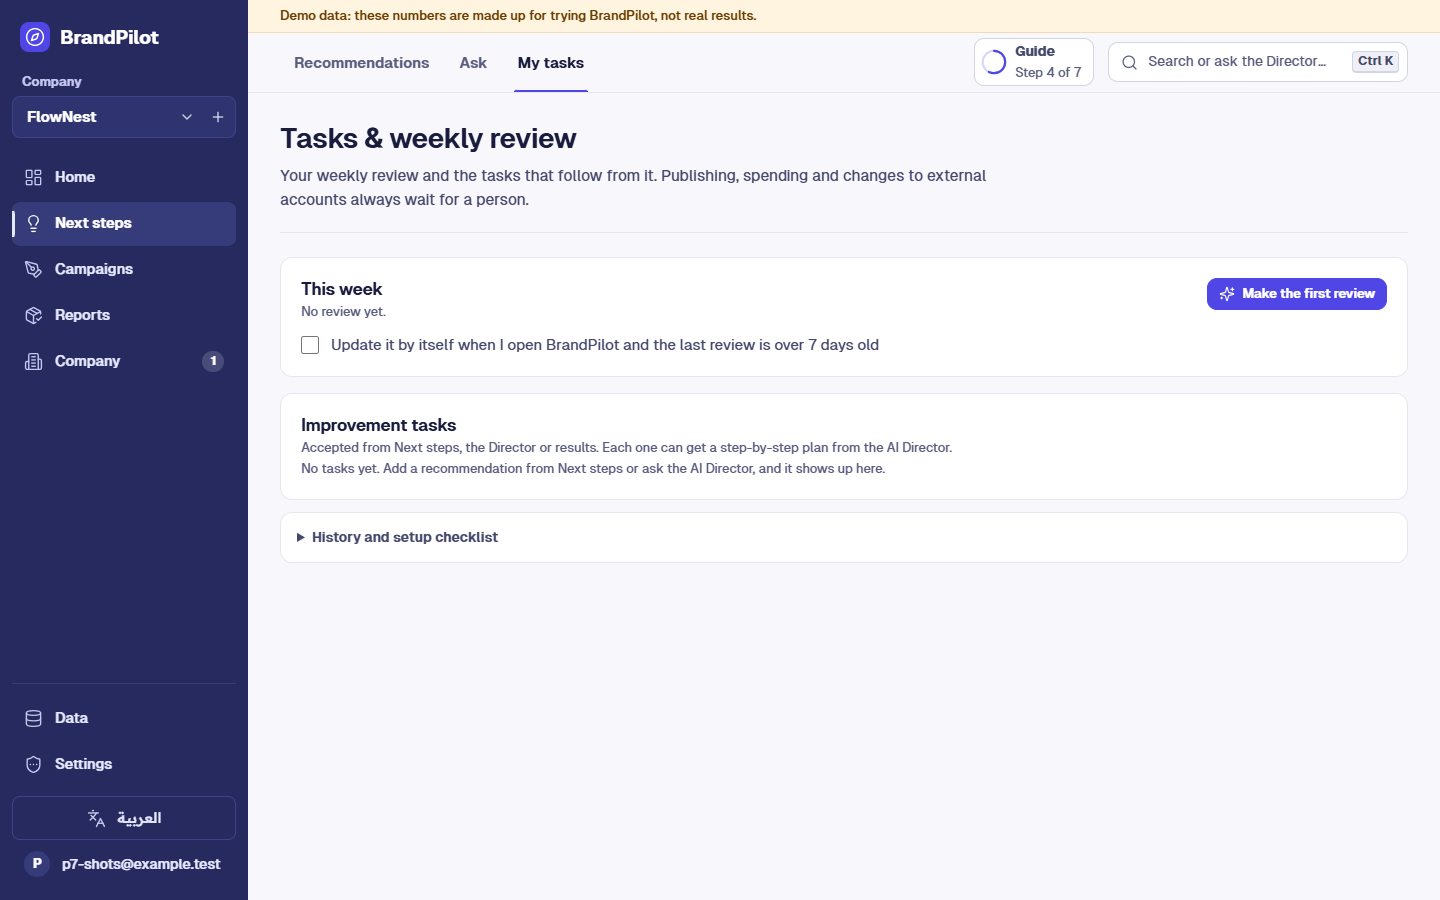 BrandPilot
Company
FlowNest
Home
Next steps
Campaigns
Reports
Company 1
Data
Settings
العربية
P p7-shots@example.test
Demo data: these numbers are made up for trying BrandPilot, not real results.
Recommendations Ask My tasks
Guide
Step 4 of 7
Search or ask the Director... Ctrl K
Tasks & weekly review
Your weekly review and the tasks that follow from it. Publishing, spending and changes to external
accounts always wait for a person.
This week
No review yet.
Make the first review
Update it by itself when I open BrandPilot and the last review is over 7 days old
Improvement tasks
Accepted from Next steps, the Director or results. Each one can get a step-by-step plan from the AI Director.
No tasks yet. Add a recommendation from Next steps or ask the AI Director, and it shows up here.
History and setup checklist